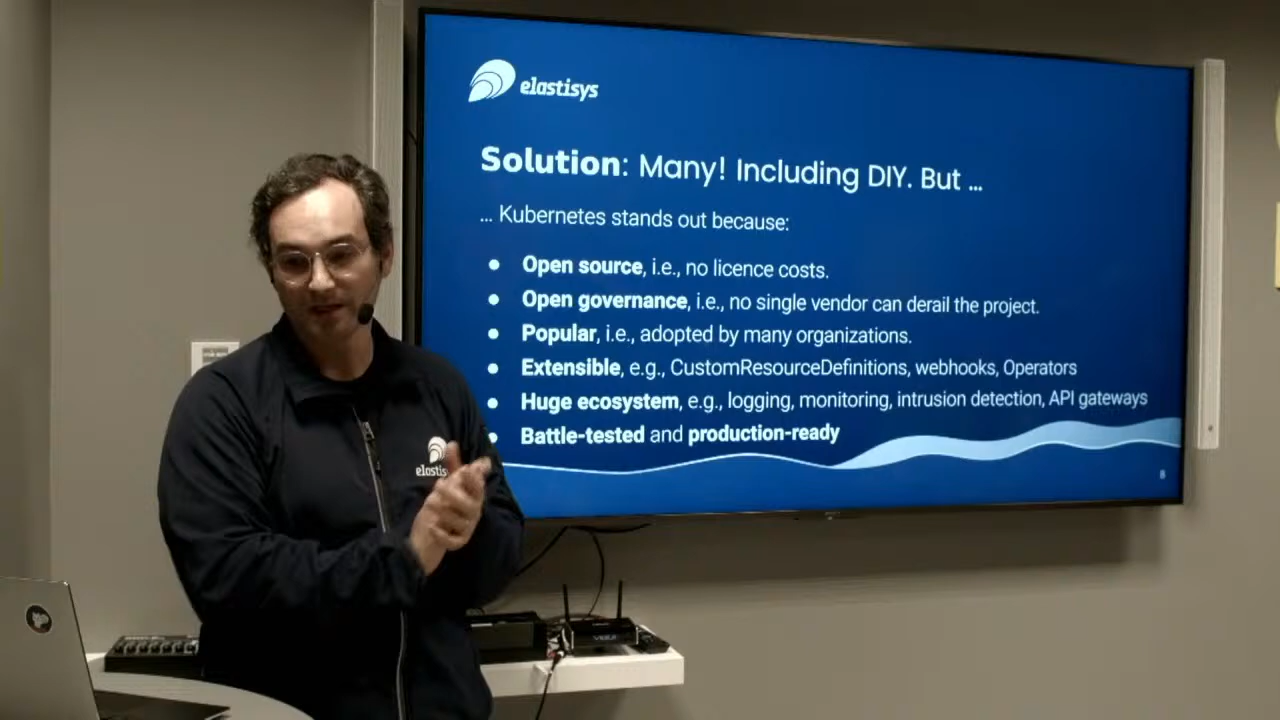 elastisys
Solution: Many! Including DIY. But ...
... Kubernetes stands out because:
● Open source, i.e., no licence costs.
● Open governance, i.e., no single vendor can derail the project.
● Popular, i.e., adopted by many organizations.
● Extensible, e.g., CustomResourceDefinitions, webhooks, Operators
● Huge ecosystem, e.g., logging, monitoring, intrusion detection, API gateways
● Battle-tested and production-ready
8
elastis